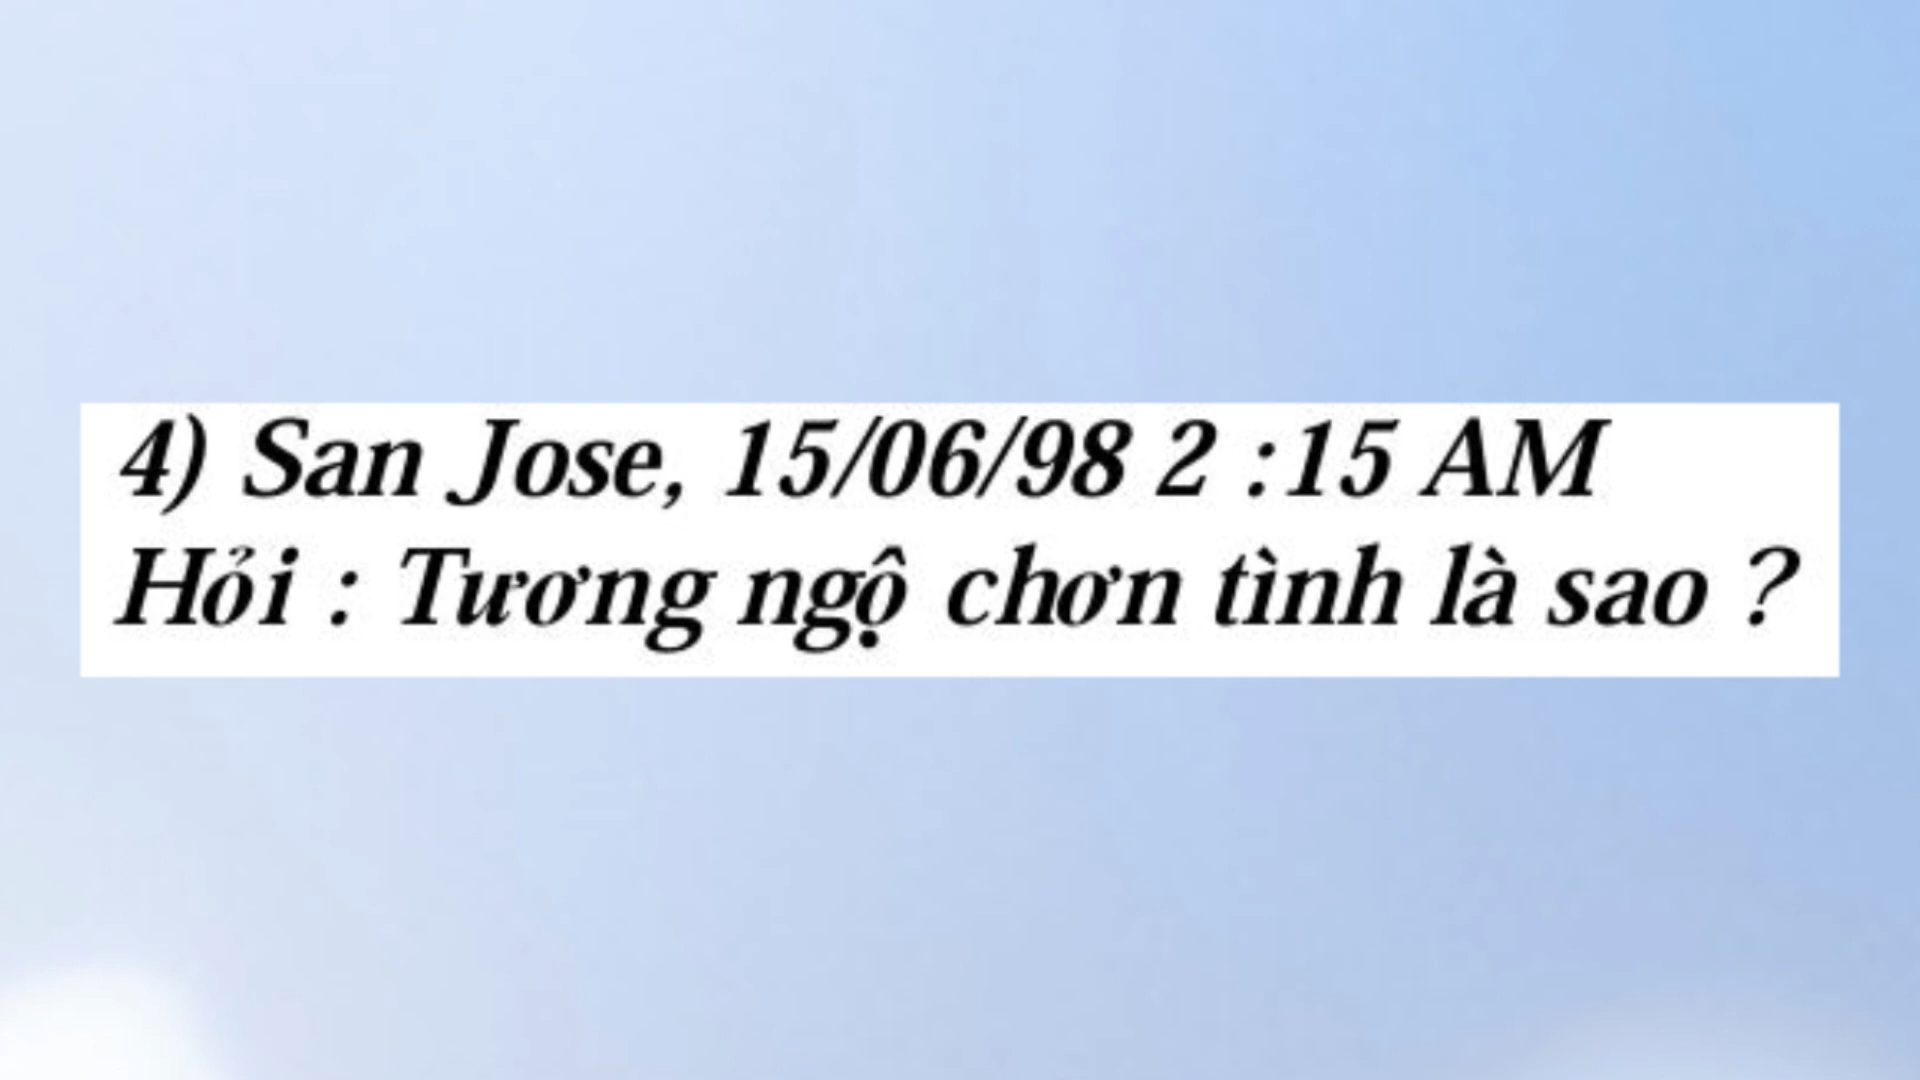 4) San Jose, 15/06/98 2 :15 AM
Hỏi : Tương ngộ chơn tình là sao ?